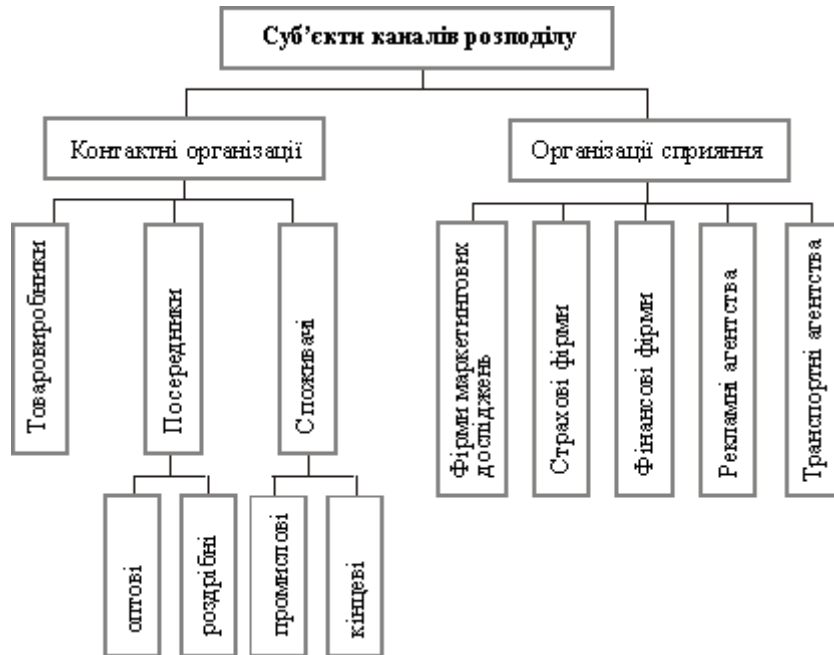 Суб’єкти каналів розподілу
Контактні організації
Організації сприяння
Товаровиробники
Посередники
Споживачі
Фірми маркетингових
досліджень
Страхові фірми
Фінансові фірми
Рекламні агентства
Транспортні агентства
оптові
роздрібні
промислові
кінцеві